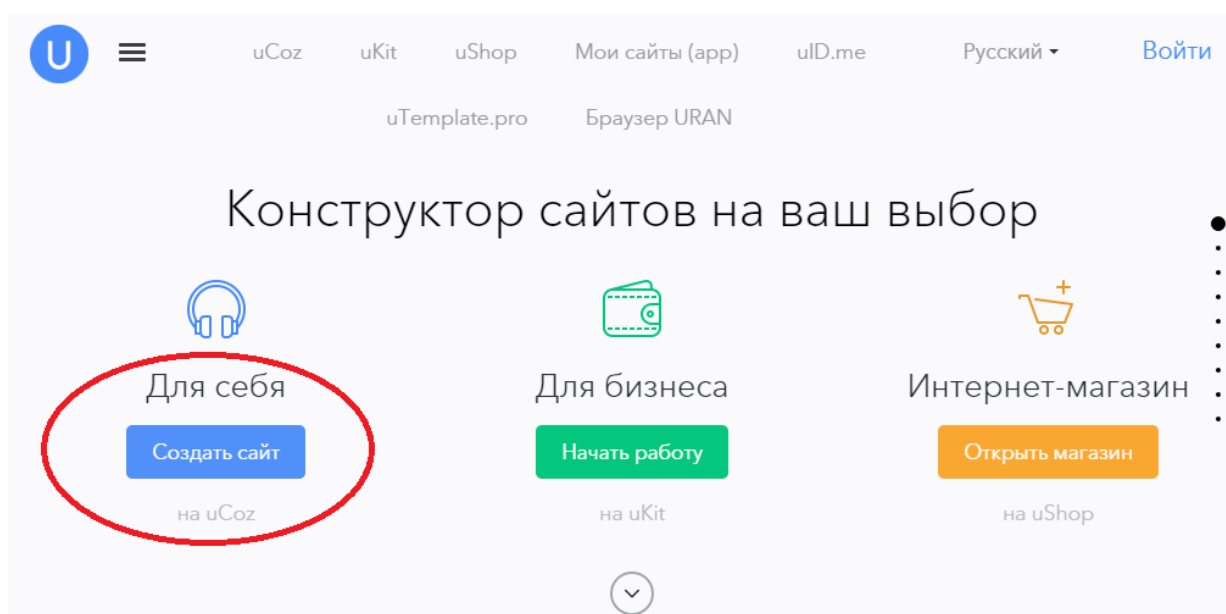 U uCoz uKit uShop Мои сайты (app) uID.me Русский Войти
uTemplate.pro Браузер URAN
Конструктор сайтов на ваш выбор
Для себя Для бизнеса Интернет-магазин
Создать сайт Начать работу Открыть магазин
на uCoz на uKit на uShop